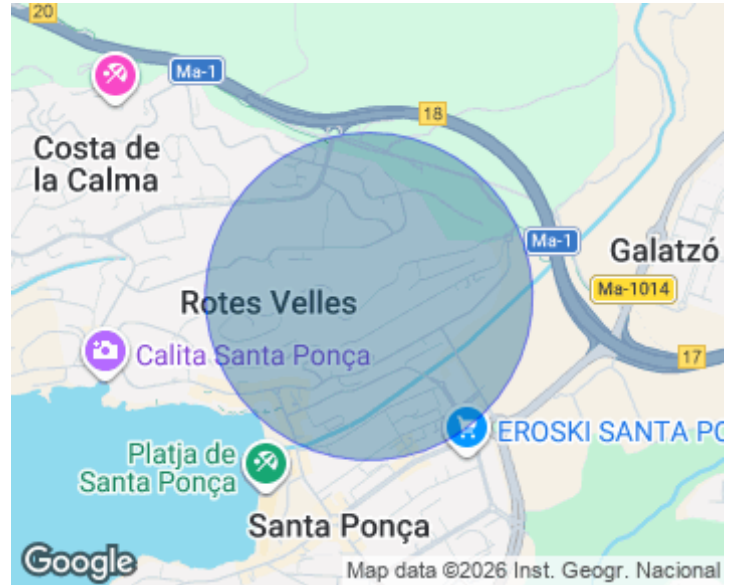 20
Ma-1
18
Costa de
la Calma
Ma-1
Galatzó
Ma-1014
Rotes Velles
Calita Santa Ponça
17
EROSKI SANTA PO
Platja de
Santa Ponça
Santa Ponça
Google
Map data ©2026 Inst. Geogr. Nacional